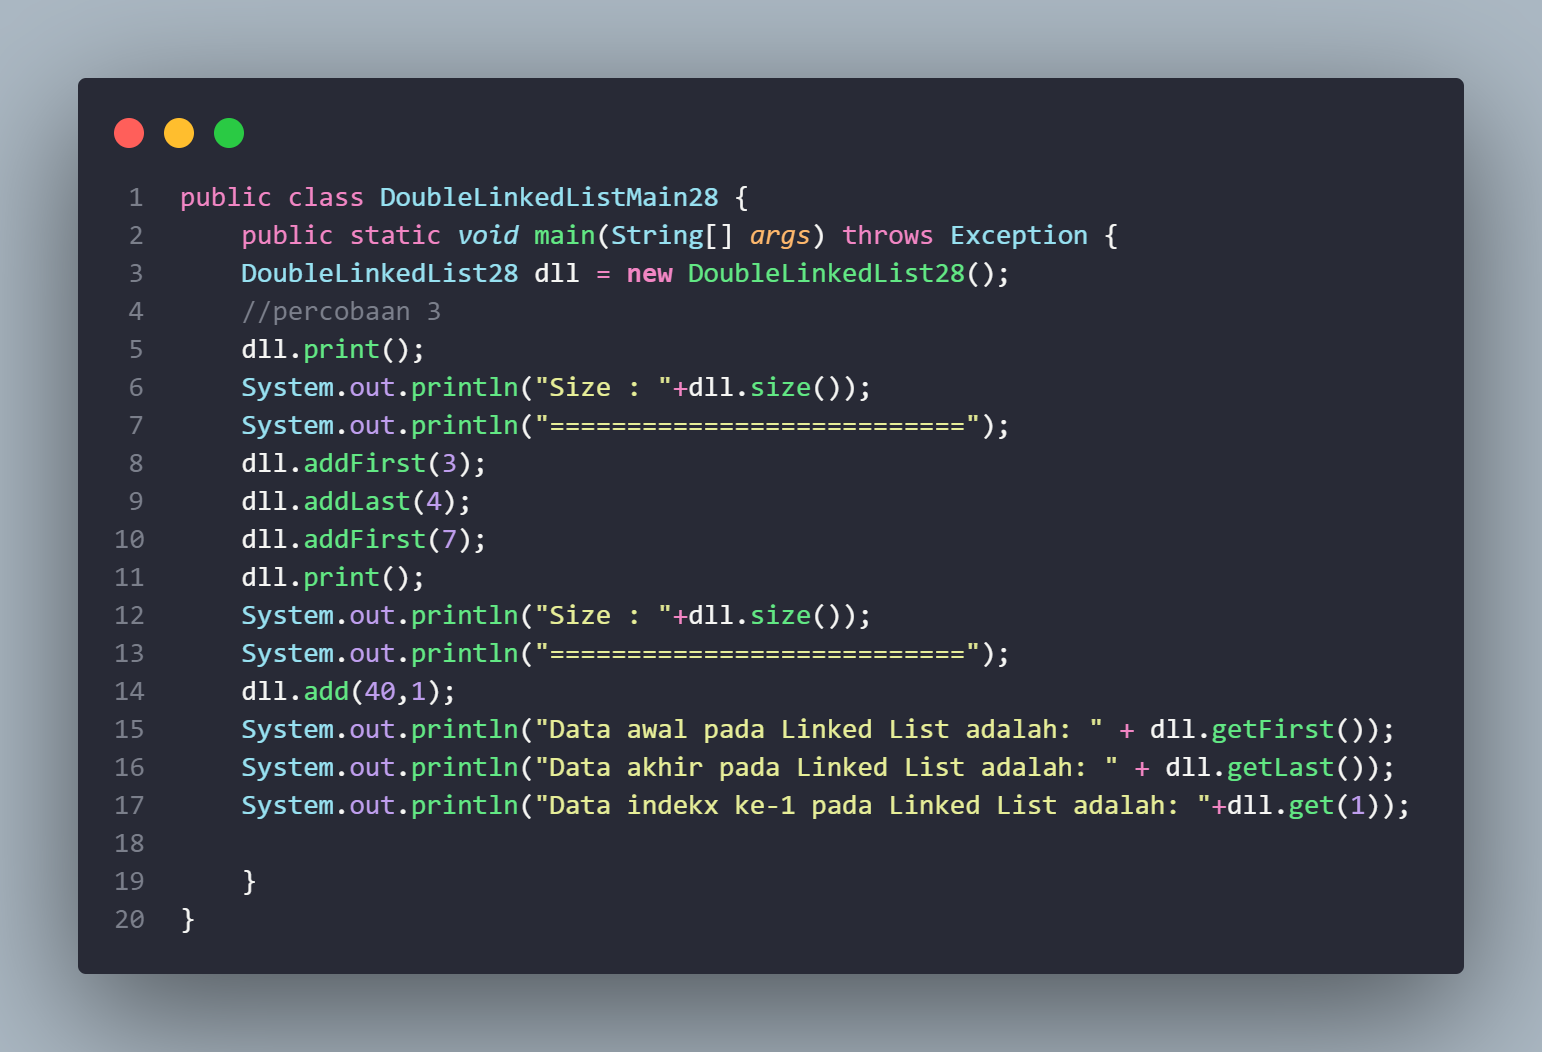 1 public class DoubleLinkedListMain28 {
2     public static void main(String[] args) throws Exception {
3     DoubleLinkedList28 dll = new DoubleLinkedList28();
4     //percobaan 3
5     dll.print();
6     System.out.println("Size : "+dll.size());
7     System.out.println("===========================");
8     dll.addFirst(3);
9     dll.addLast(4);
10     dll.addFirst(7);
11     dll.print();
12     System.out.println("Size : "+dll.size());
13     System.out.println("===========================");
14     dll.add(40,1);
15     System.out.println("Data awal pada Linked List adalah: " + dll.getFirst());
16     System.out.println("Data akhir pada Linked List adalah: " + dll.getLast());
17     System.out.println("Data indekx ke-1 pada Linked List adalah: "+dll.get(1));
18
19     }
20 }